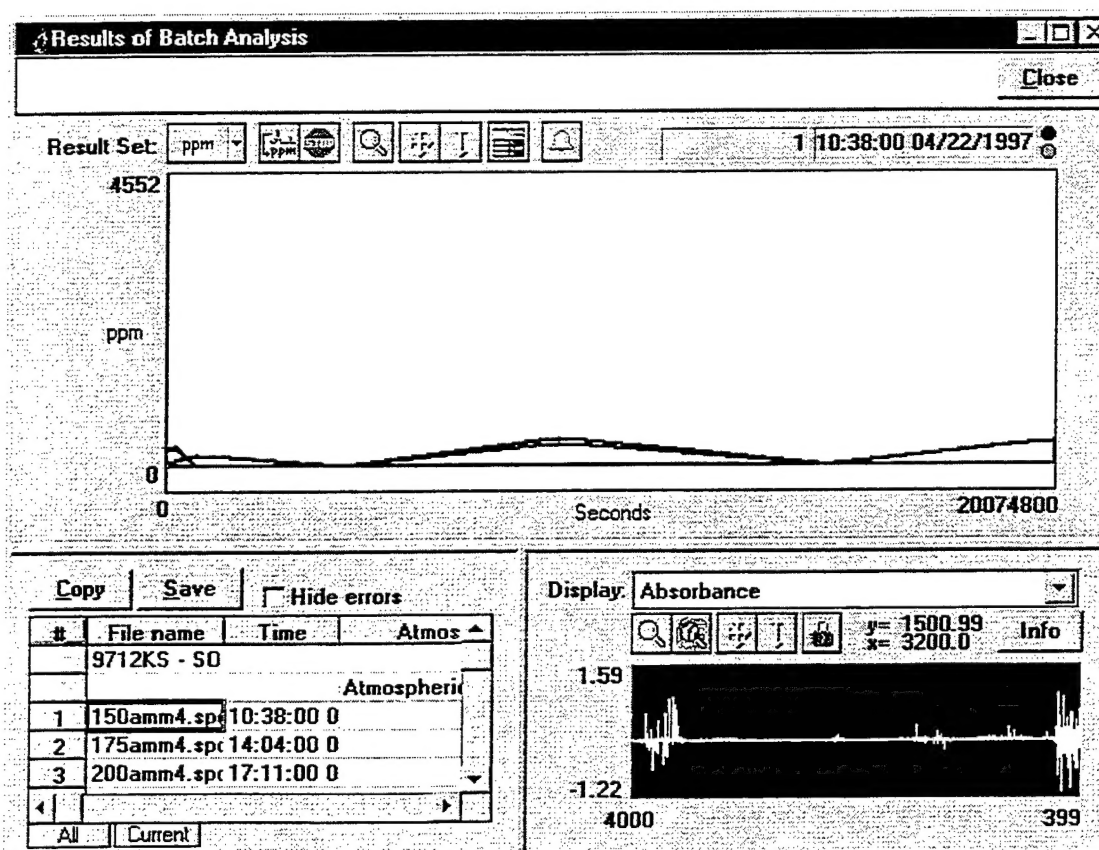 Results of Batch Analysis
Close
Result Set: ppm 1 10:38:00 04/22/1997
4552
ppm
0
0 Seconds 20074800
Copy Save Hide errors
# File name Time Atmos
9712KS - SO
Atmospheric
1 150amm4.spc 10:38:00 0
2 175amm4.spc 14:04:00 0
3 200amm4.spc 17:11:00 0
All Current
Display: Absorbance
y= 1500.99
x= 3200.0
Info
1.59
-1.22
4000 399